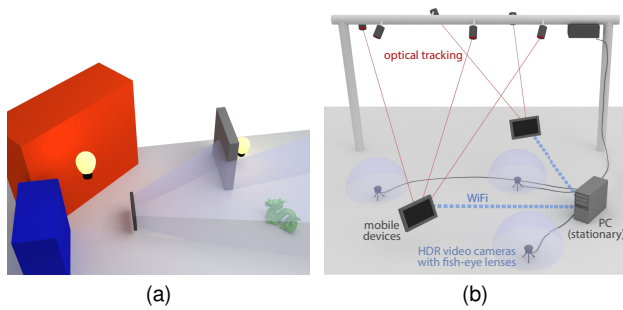 optical tracking
WiFi
mobile
devices
PC
(stationary)
HDR video cameras
with fish-eye lenses
(a)
(b)